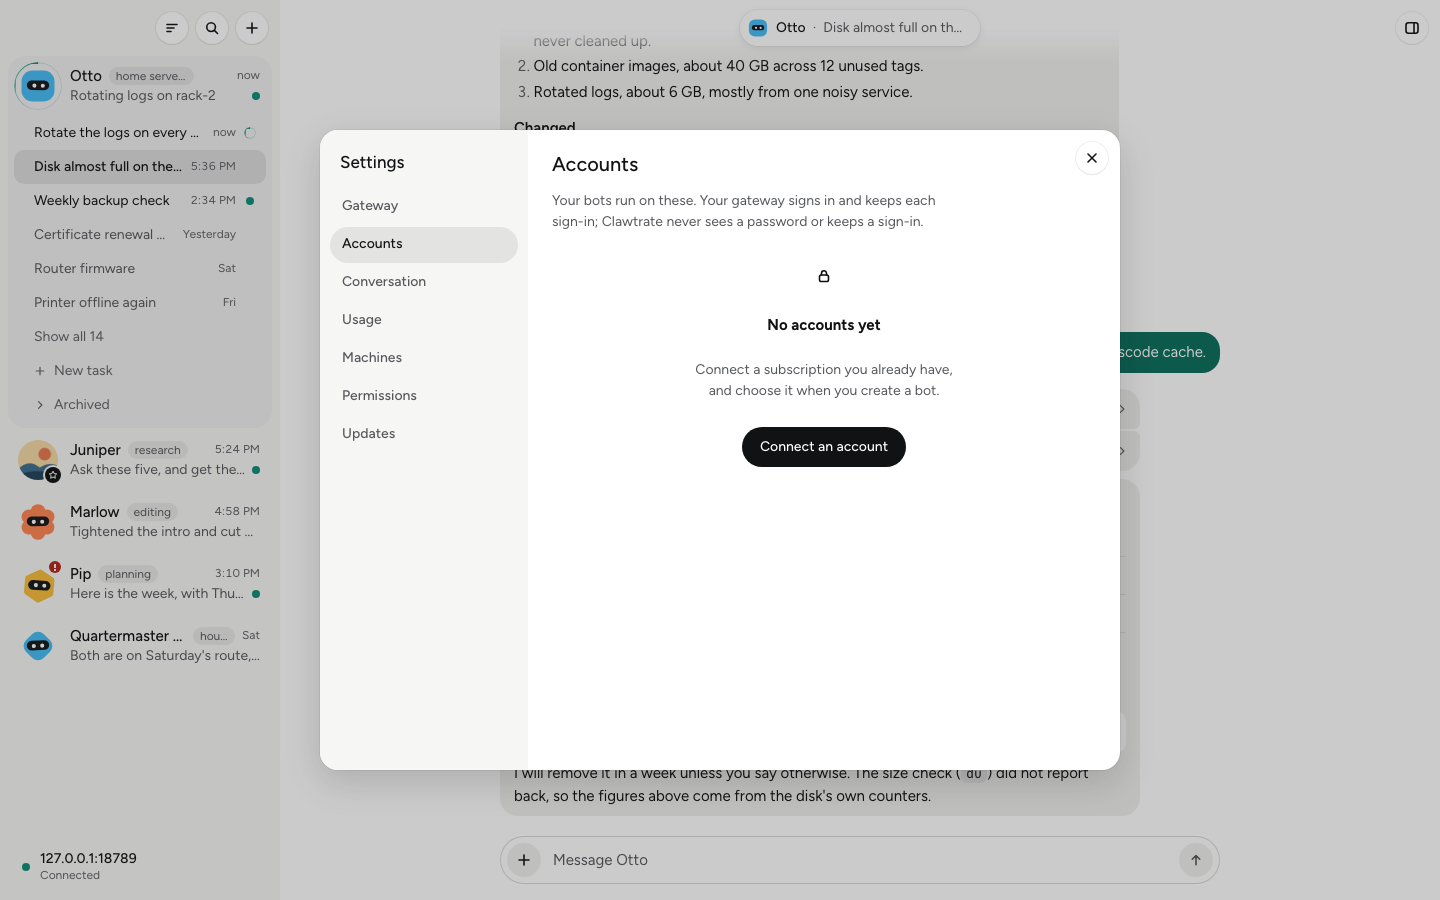 Otto · Disk almost full on th...
Otto home serve... now
Rotating logs on rack-2
Rotate the logs on every ... now
Disk almost full on the... 5:36 PM
Weekly backup check 2:34 PM
Certificate renewal ... Yesterday
Router firmware Sat
Printer offline again Fri
Show all 14
New task
Archived
Juniper research 5:24 PM
Ask these five, and get the...
Marlow editing 4:58 PM
Tightened the intro and cut ...
Pip planning 3:10 PM
Here is the week, with Thu...
Quartermaster ... hou... Sat
Both are on Saturday's route,...
127.0.0.1:18789
Connected
never cleaned up.
2. Old container images, about 40 GB across 12 unused tags.
3. Rotated logs, about 6 GB, mostly from one noisy service.
Changed
Settings
Gateway
Accounts
Conversation
Usage
Machines
Permissions
Updates
Accounts
Your bots run on these. Your gateway signs in and keeps each
sign-in; Clawtrate never sees a password or keeps a sign-in.
No accounts yet
Connect a subscription you already have,
and choose it when you create a bot.
Connect an account
scode cache.
I will remove it in a week unless you say otherwise. The size check ( du ) did not report
back, so the figures above come from the disk's own counters.
Message Otto